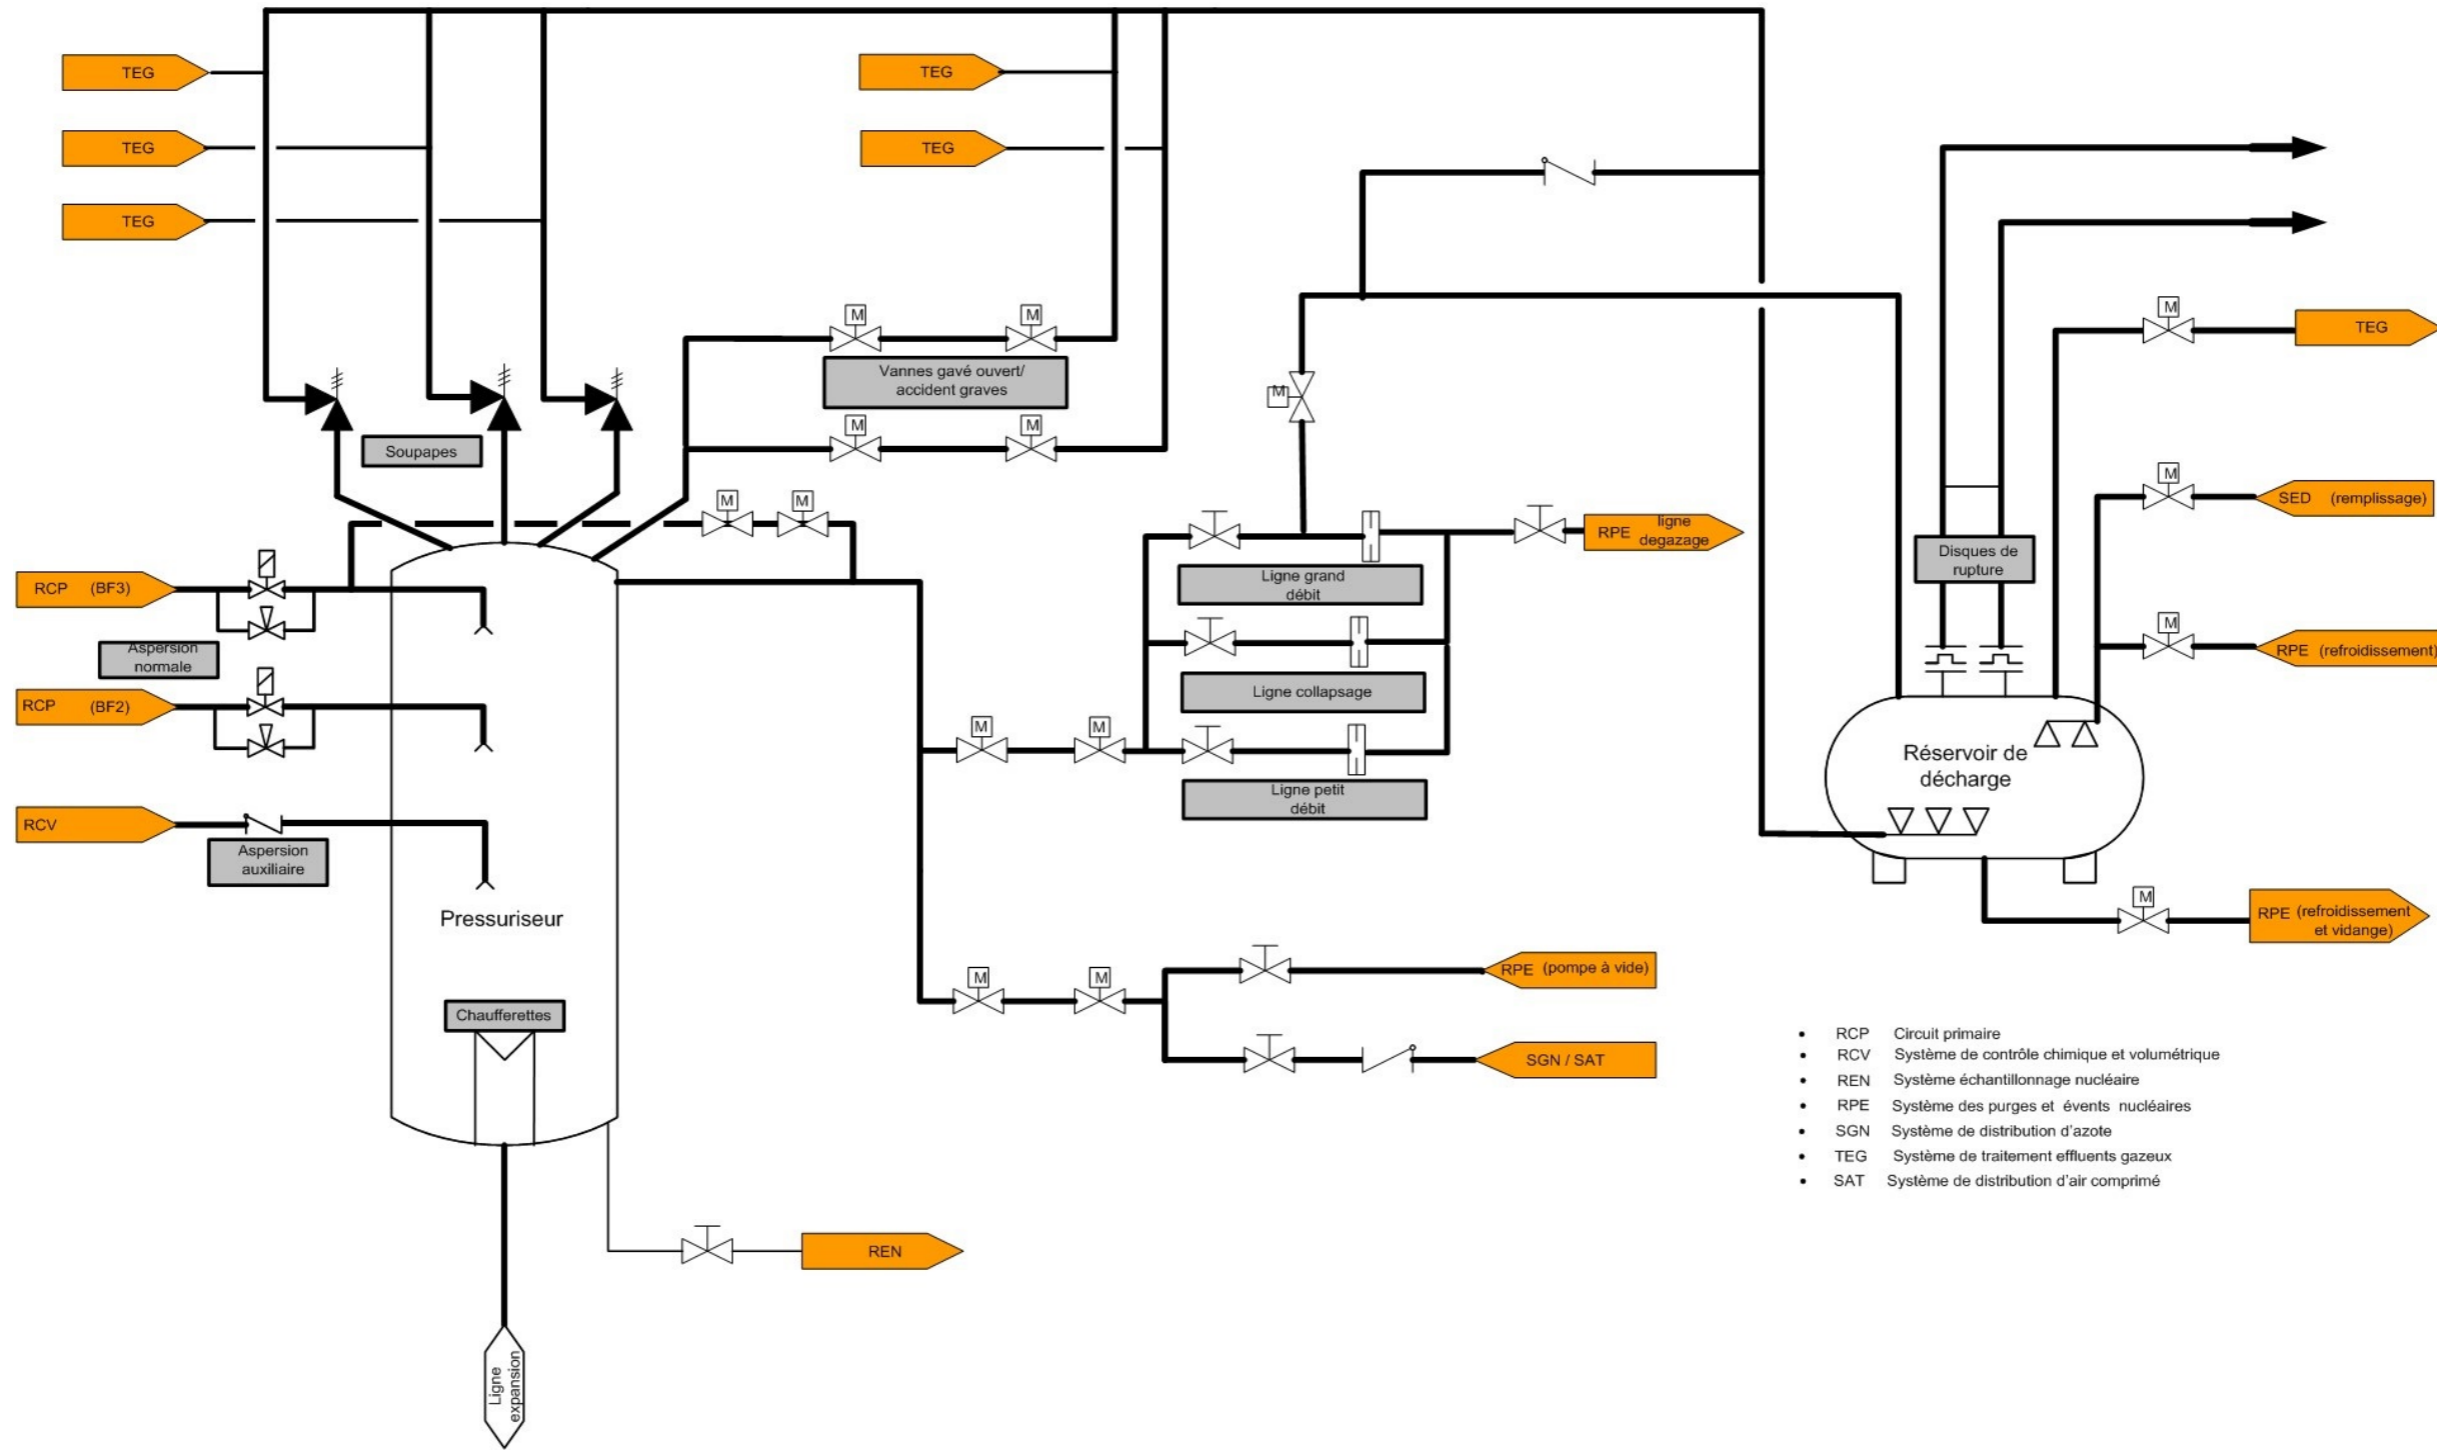 TEG
TEG
TEG
TEG
TEG
M
M
Vannes gavé ouvert/
accident graves
M
M
Soupapes
M
M
M
TEG
M
SED (remplissage)
M
RPE (refroidissement)
M
Disques de
rupture
RCP (BF3)
Aspersion
normale
RCP (BF2)
RCV
Aspersion
auxiliaire
Pressuriseur
Chaufferettes
Ligne
expansion
RPE ligne
degazage
Ligne grand
débit
Ligne collapsage
M
M
Ligne petit
débit
Réservoir de
décharge
M
RPE (refroidissement
et vidange)
M
M
RPE (pompe à vide)
SGN / SAT
REN
• RCP Circuit primaire
• RCV Système de contrôle chimique et volumétrique
• REN Système échantillonnage nucléaire
• RPE Système des purges et évents nucléaires
• SGN Système de distribution d'azote
• TEG Système de traitement effluents gazeux
• SAT Système de distribution d'air comprimé